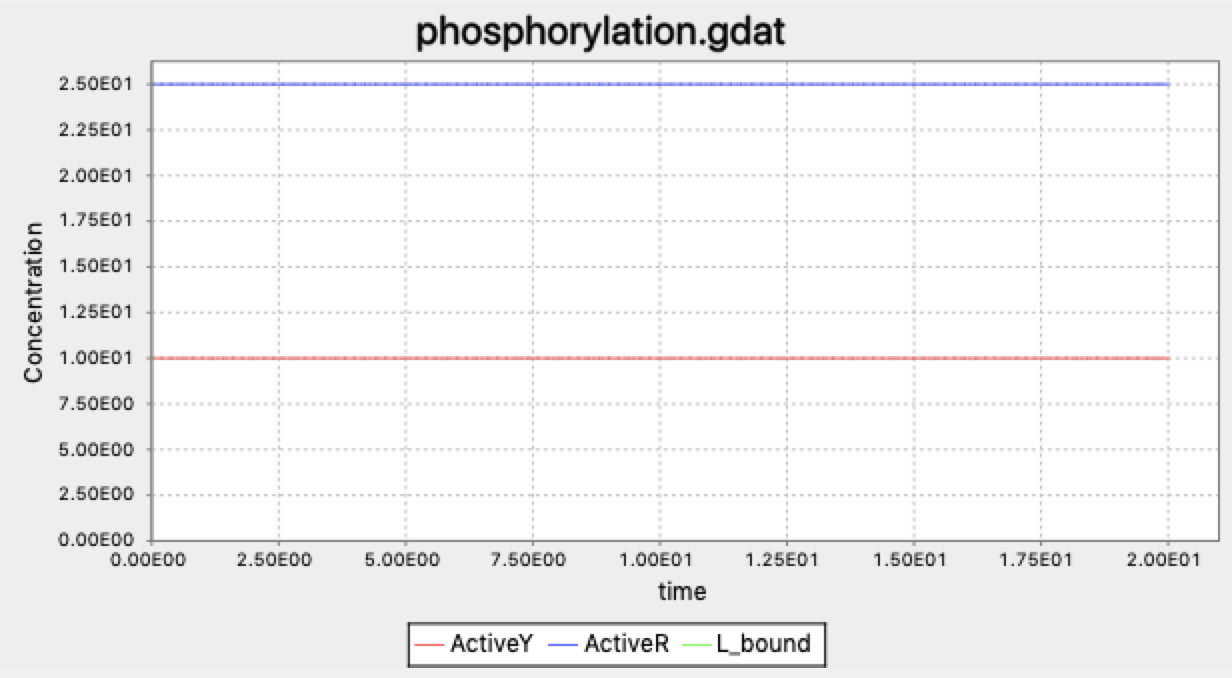 phosphorylation.gdat
2.50E01
2.25E01
2.00E01
1.75E01
1.50E01
1.25E01
1.00E01
7.50E00
5.00E00
2.50E00
0.00E00
Concentration
0.00E00 2.50E00 5.00E00 7.50E00 1.00E01 1.25E01 1.50E01 1.75E01 2.00E01
time
ActiveY ActiveR L_bound